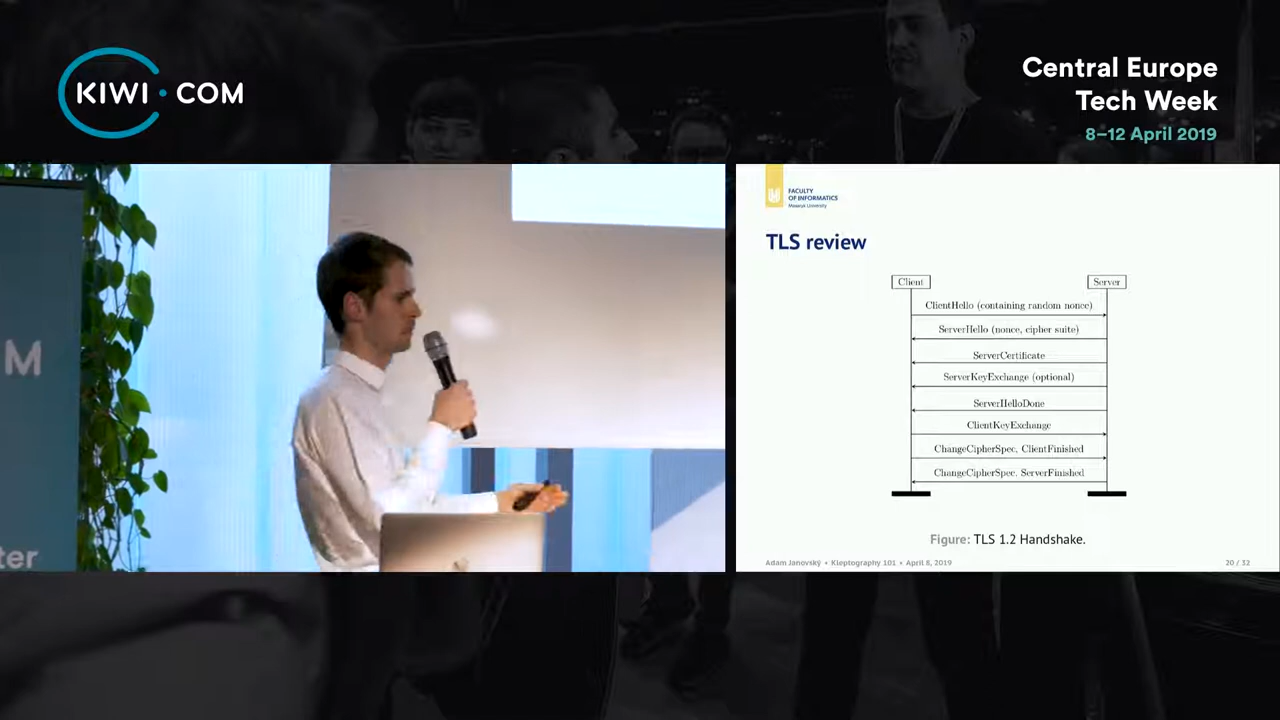 KIWI.COM
Central Europe
Tech Week
8–12 April 2019
M
ter
FACULTY
OF INFORMATICS
Masaryk University
TLS review
Client
Server
ClientHello (containing random nonce)
ServerHello (nonce, cipher suite)
ServerCertificate
ServerKeyExchange (optional)
ServerHelloDone
ClientKeyExchange
ChangeCipherSpec, ClientFinished
ChangeCipherSpec, ServerFinished
Figure: TLS 1.2 Handshake.
Adam Janovský • Kleptography 101 • April 8, 2019
20 / 32